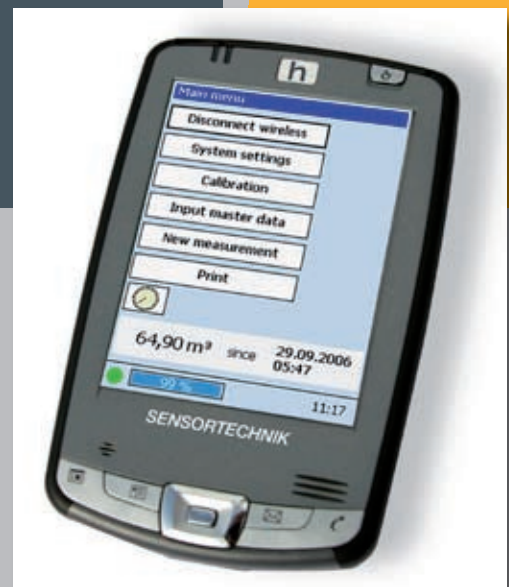 h
Main menu
Disconnect wireless
System settings
Calibration
Input master data
New measurement
Print
64,90 m³ since 29.09.2006
05:47
99 % 11:17
SENSORTECHNIK